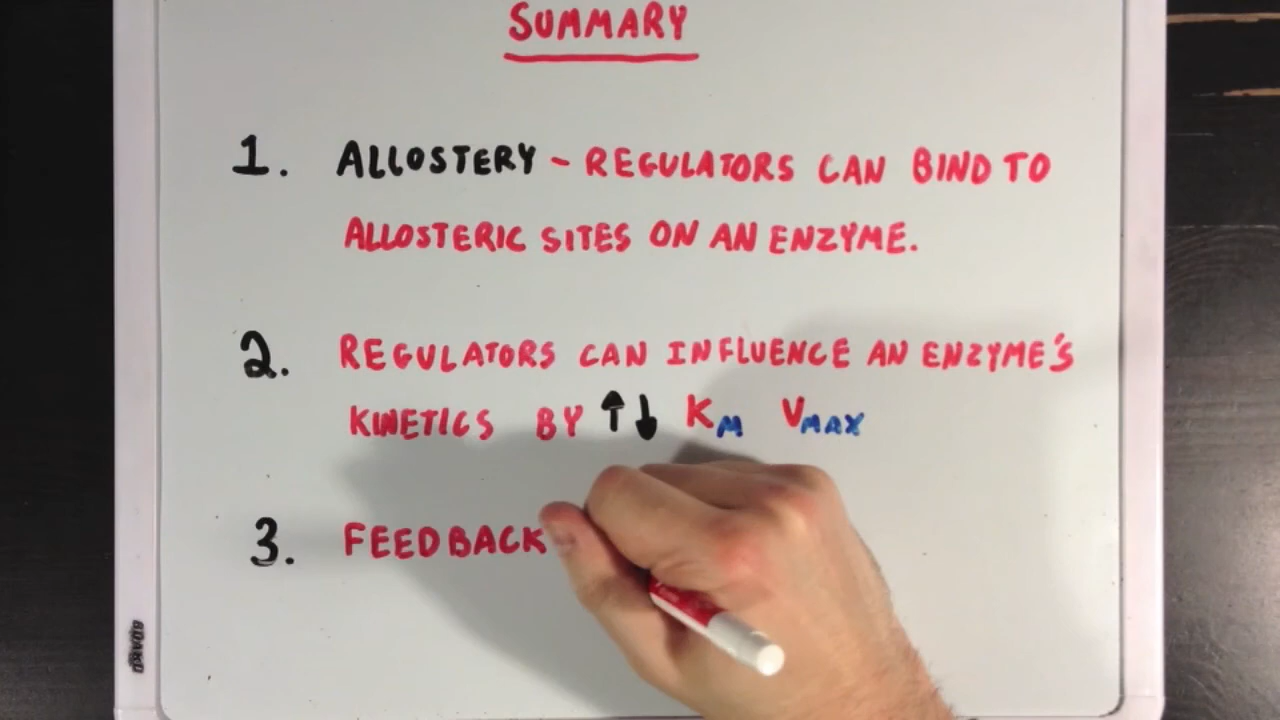 SUMMARY
1. ALLOSTERY - REGULATORS CAN BIND TO
ALLOSTERIC SITES ON AN ENZYME.
2. REGULATORS CAN INFLUENCE AN ENZYME'S
KINETICS BY ↑↓ KM VMAX
3. FEEDBACK